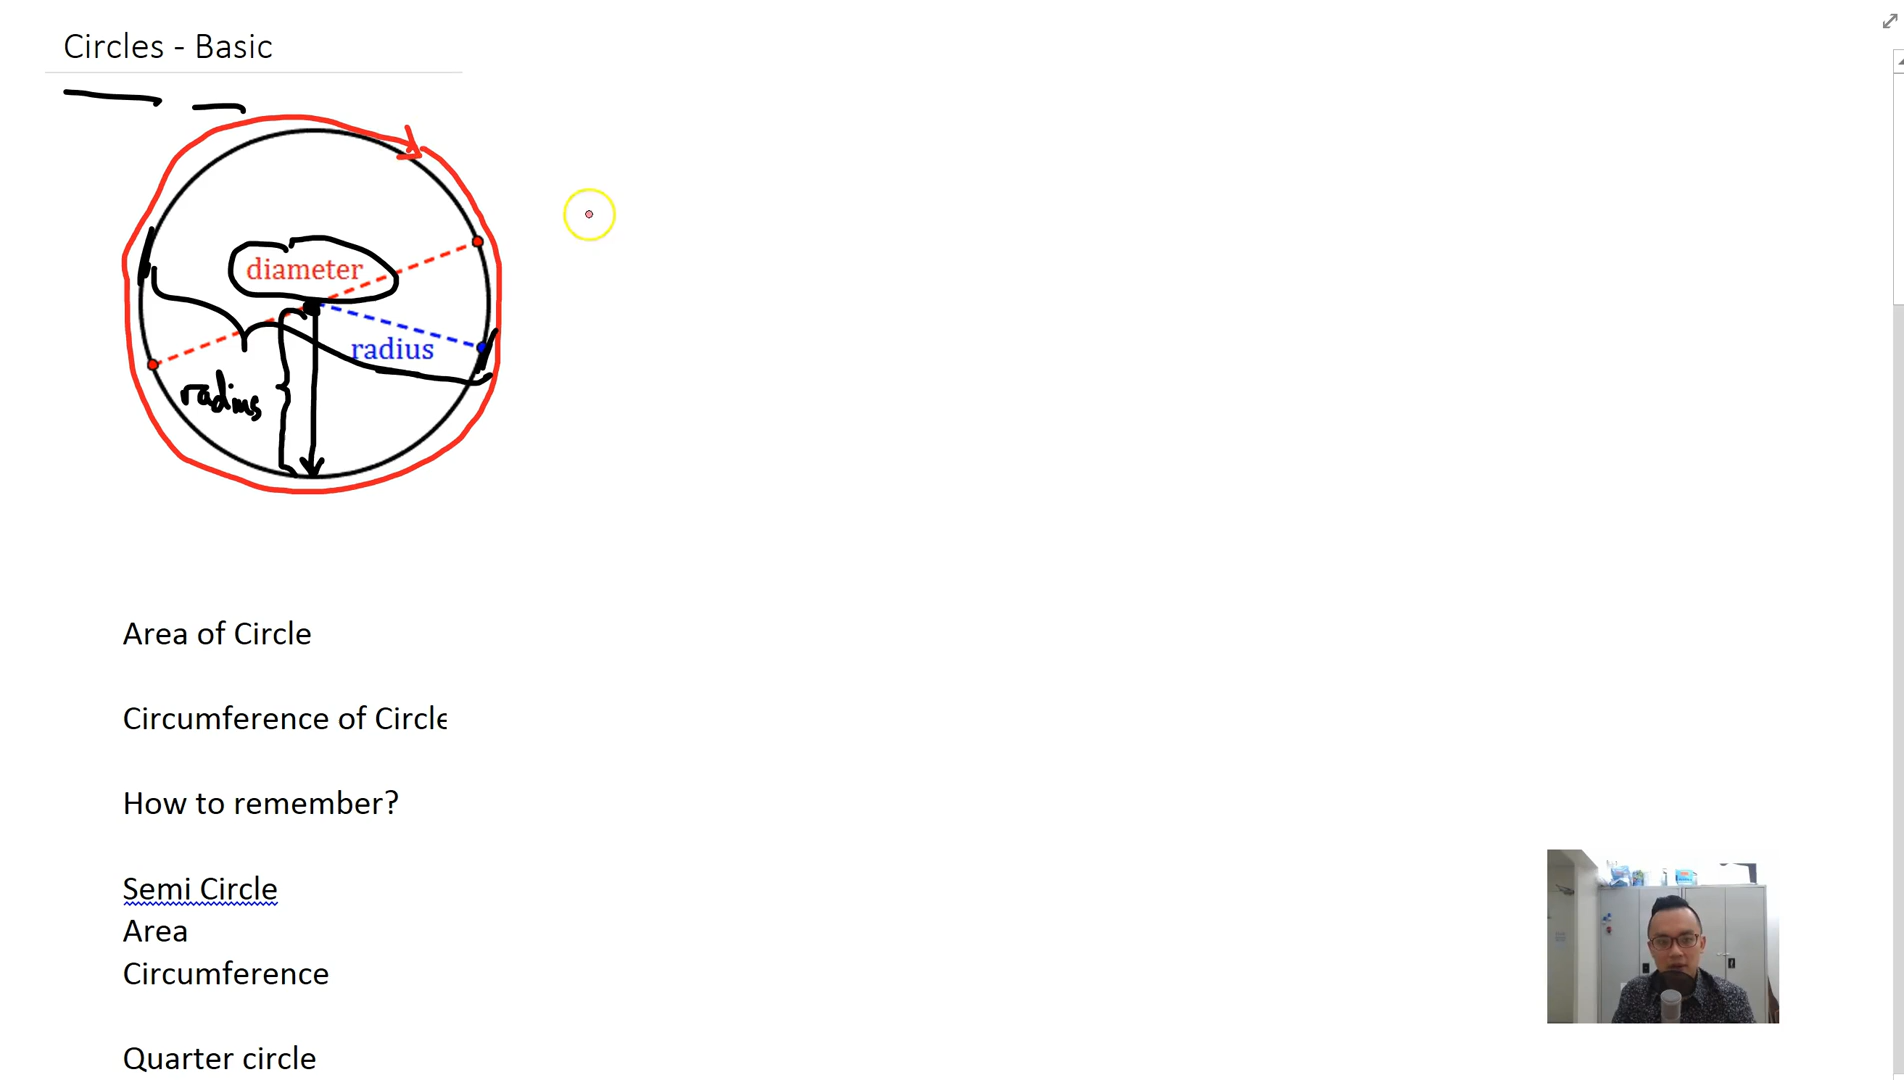 Circles - Basic
diameter
radius
radius
Area of Circle
Circumference of Circle
How to remember?
Semi Circle
Area
Circumference
Quarter circle